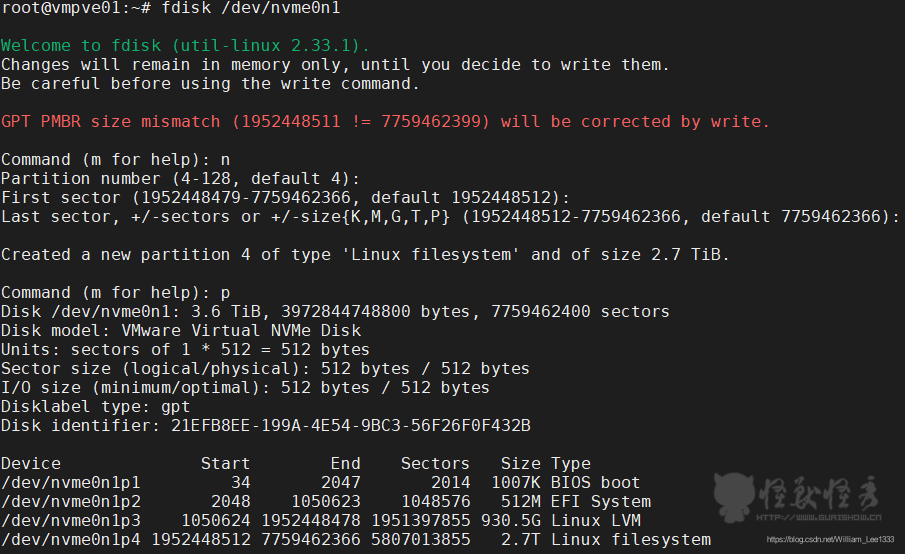 root@vmpve01:~# fdisk /dev/nvme0n1
Welcome to fdisk (util-linux 2.33.1).
Changes will remain in memory only, until you decide to write them.
Be careful before using the write command.
GPT PMBR size mismatch (1952448511 != 7759462399) will be corrected by write.
Command (m for help): n
Partition number (4-128, default 4):
First sector (1952448479-7759462366, default 1952448512):
Last sector, +/-sectors or +/-size{K,M,G,T,P} (1952448512-7759462366, default 7759462366):
Created a new partition 4 of type 'Linux filesystem' and of size 2.7 TiB.
Command (m for help): p
Disk /dev/nvme0n1: 3.6 TiB, 3972844748800 bytes, 7759462400 sectors
Disk model: VMware Virtual NVMe Disk
Units: sectors of 1 * 512 = 512 bytes
Sector size (logical/physical): 512 bytes / 512 bytes
I/O size (minimum/optimal): 512 bytes / 512 bytes
Disklabel type: gpt
Disk identifier: 21EFB8EE-199A-4E54-9BC3-56F26F0F432B
Device Start End Sectors Size Type
/dev/nvme0n1p1 34 2047 2014 1007K BIOS boot
/dev/nvme0n1p2 2048 1050623 1048576 512M EFI System
/dev/nvme0n1p3 1050624 1952448478 1951397855 930.5G Linux LVM
/dev/nvme0n1p4 1952448512 7759462366 5807013855 2.7T Linux filesystem
怪兽怪秀
HTTP://WWW.GURISHOW.CN
https://blog.csdn.net/William_Lee1333